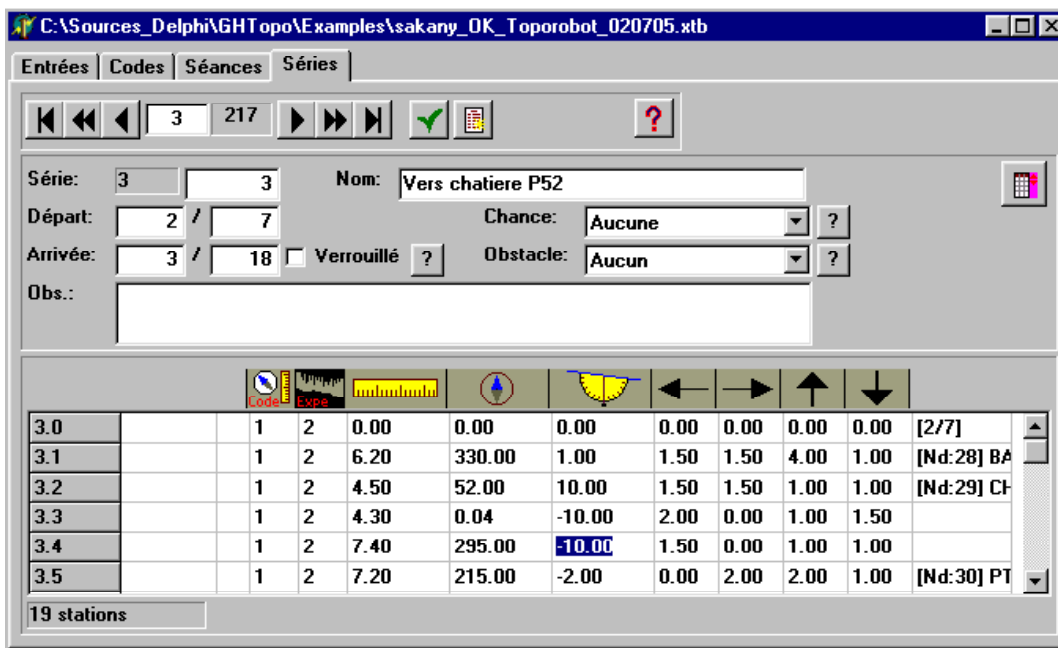 C:\Sources_Delphi\GHTopo\Examples\sakany_OK_Toporobot_020705.xtb
Entrées Codes Séances Séries
3 217 ?
Série: 3 3 Nom: Vers chatiere P52
Départ: 2 / 7 Chance: Aucune ?
Arrivée: 3 / 18 Verrouillé ? Obstacle: Aucun ?
Obs.:
Code Expe
3.0 1 2 0.00 0.00 0.00 0.00 0.00 0.00 0.00 [2/7]
3.1 1 2 6.20 330.00 1.00 1.50 1.50 4.00 1.00 [Nd:28] BA
3.2 1 2 4.50 52.00 10.00 1.50 1.50 1.00 1.00 [Nd:29] CH
3.3 1 2 4.30 0.04 -10.00 2.00 0.00 1.00 1.50
3.4 1 2 7.40 295.00 -10.00 1.50 0.00 1.00 1.00
3.5 1 2 7.20 215.00 -2.00 0.00 2.00 2.00 1.00 [Nd:30] PT
19 stations